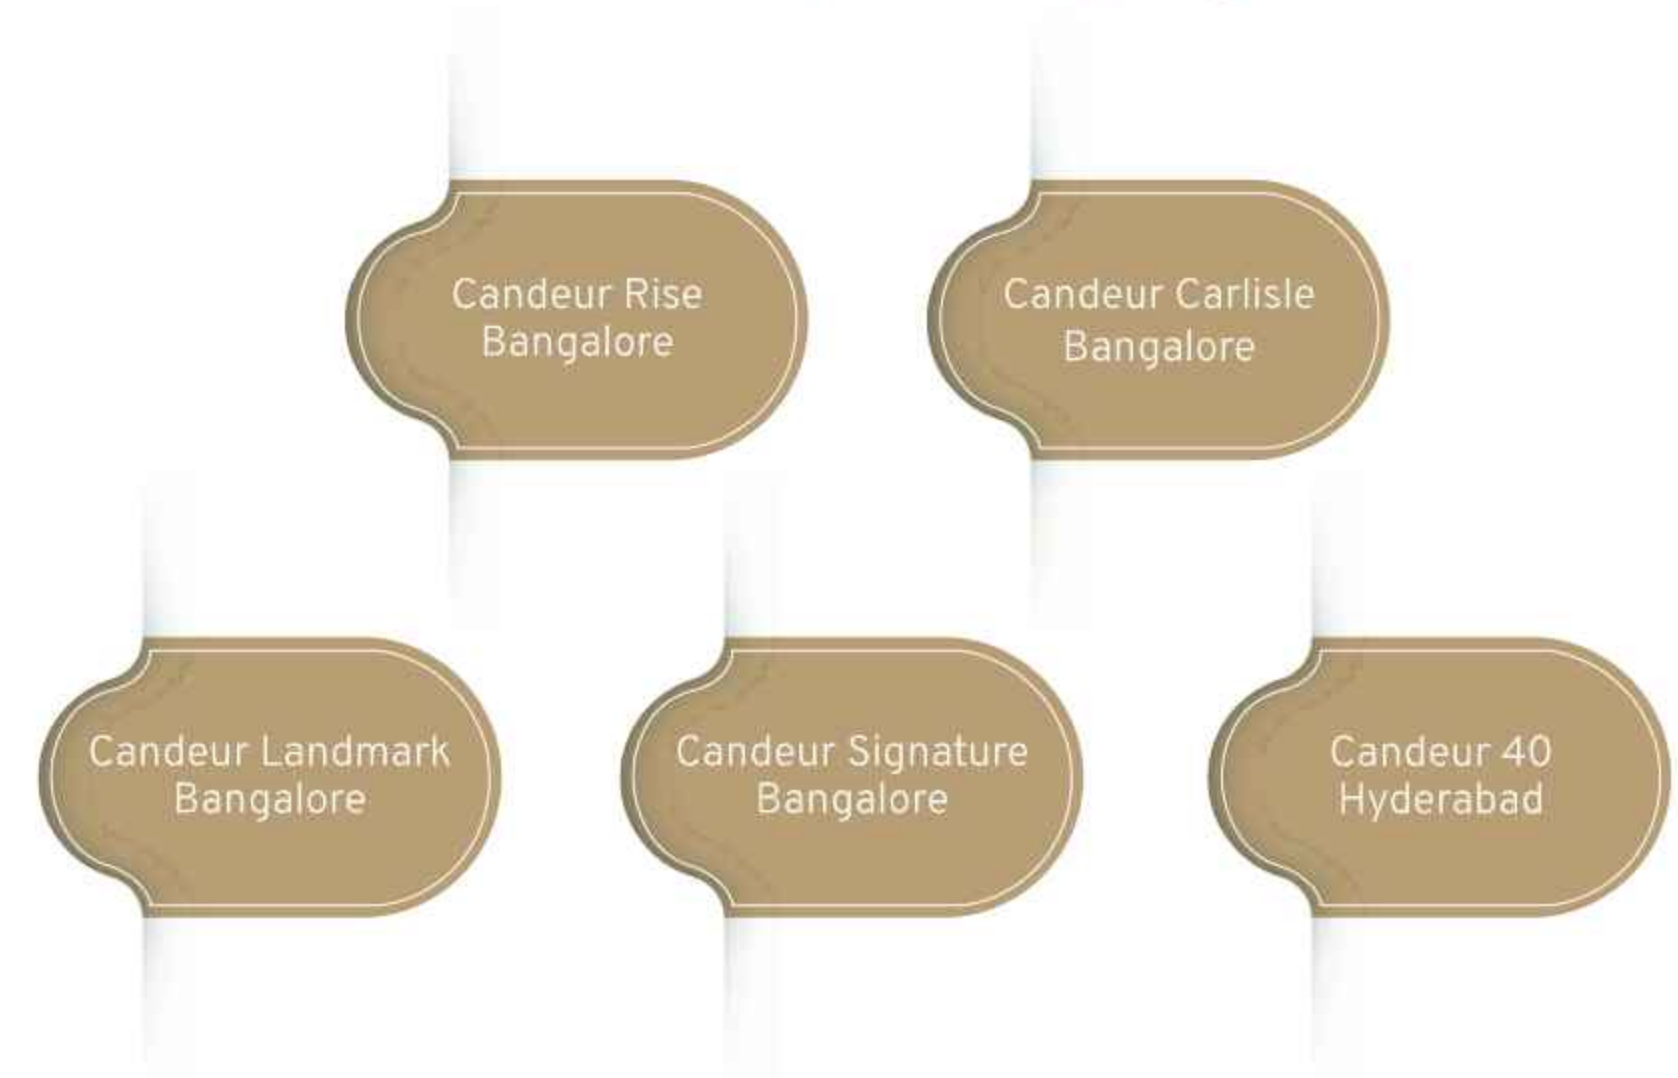 Candeur Rise
Bangalore
Candeur Carlisle
Bangalore
Candeur Landmark
Bangalore
Candeur Signature
Bangalore
Candeur 40
Hyderabad